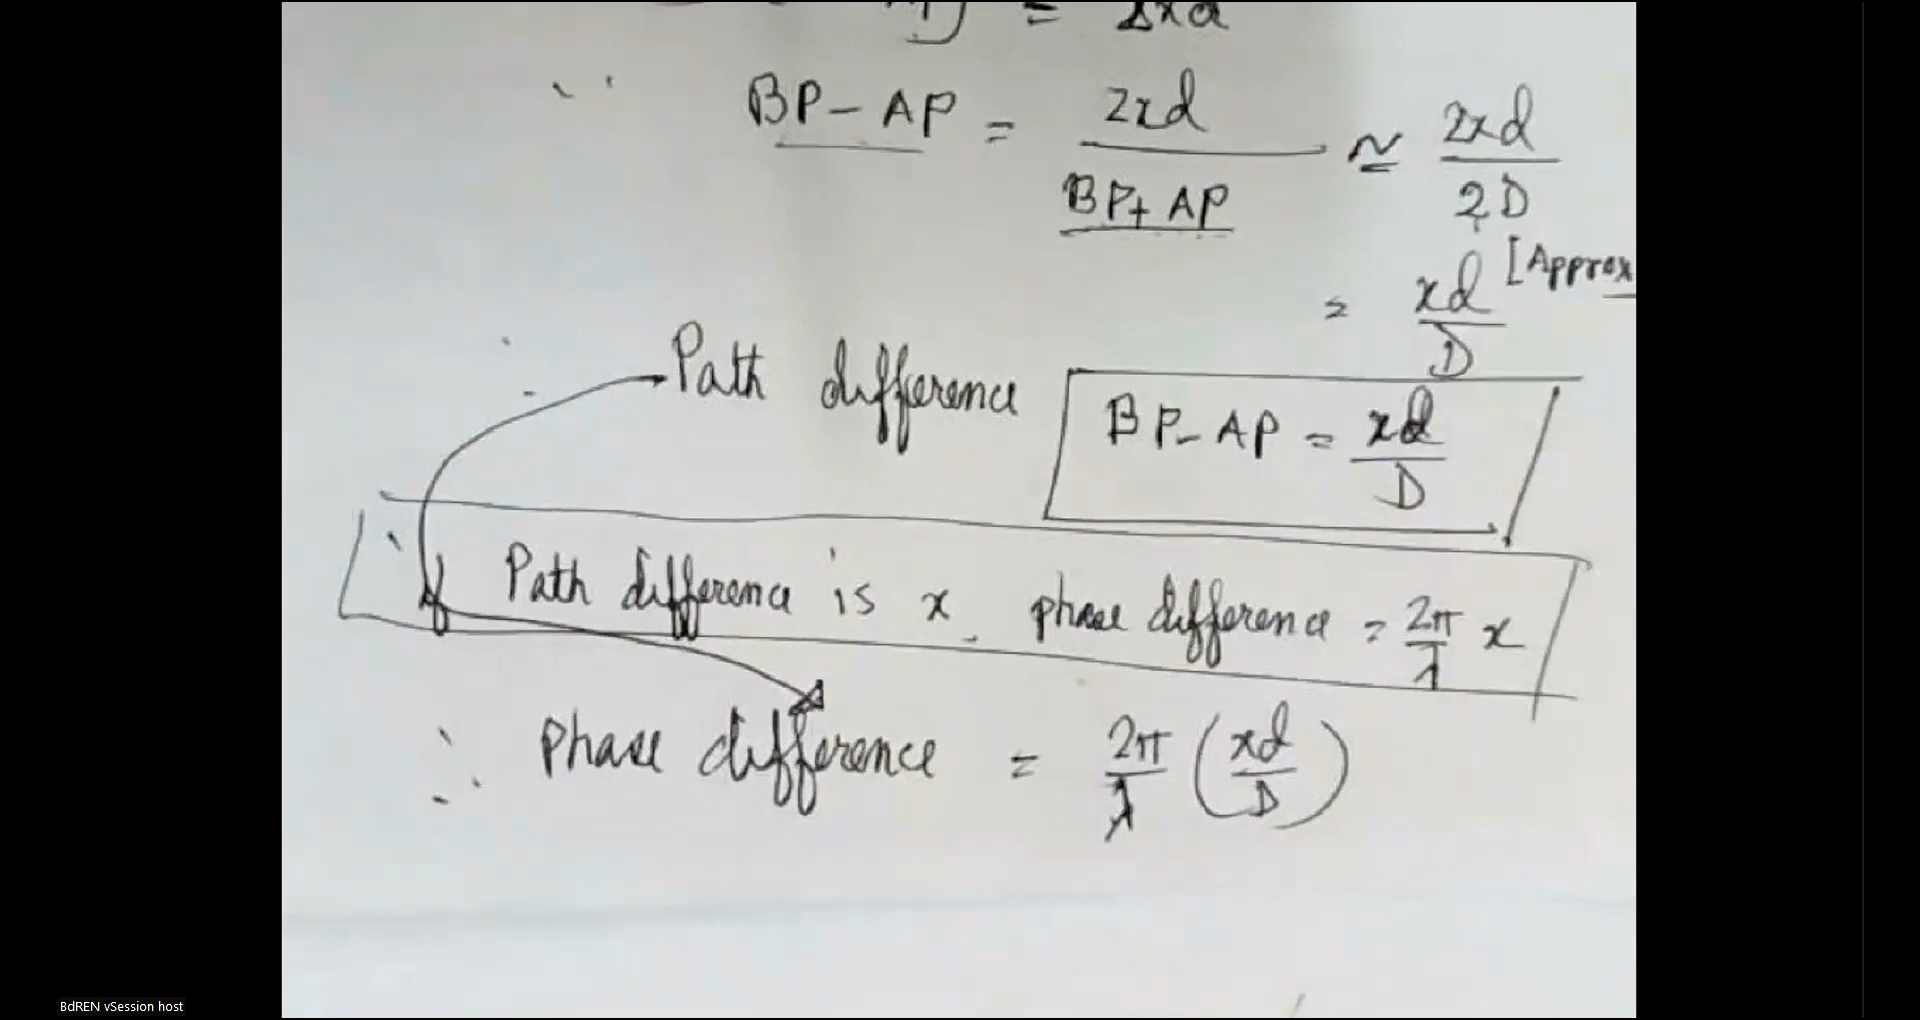 = 2xd
∴ BP - AP = 2xd / BP + AP ≃ 2xd / 2D
= xd / D [Approx
Path difference BP - AP = xd / D
If Path difference is x phase difference = 2π/λ x
∴ phase difference = 2π/λ (xd/D)
BdREN vSession host